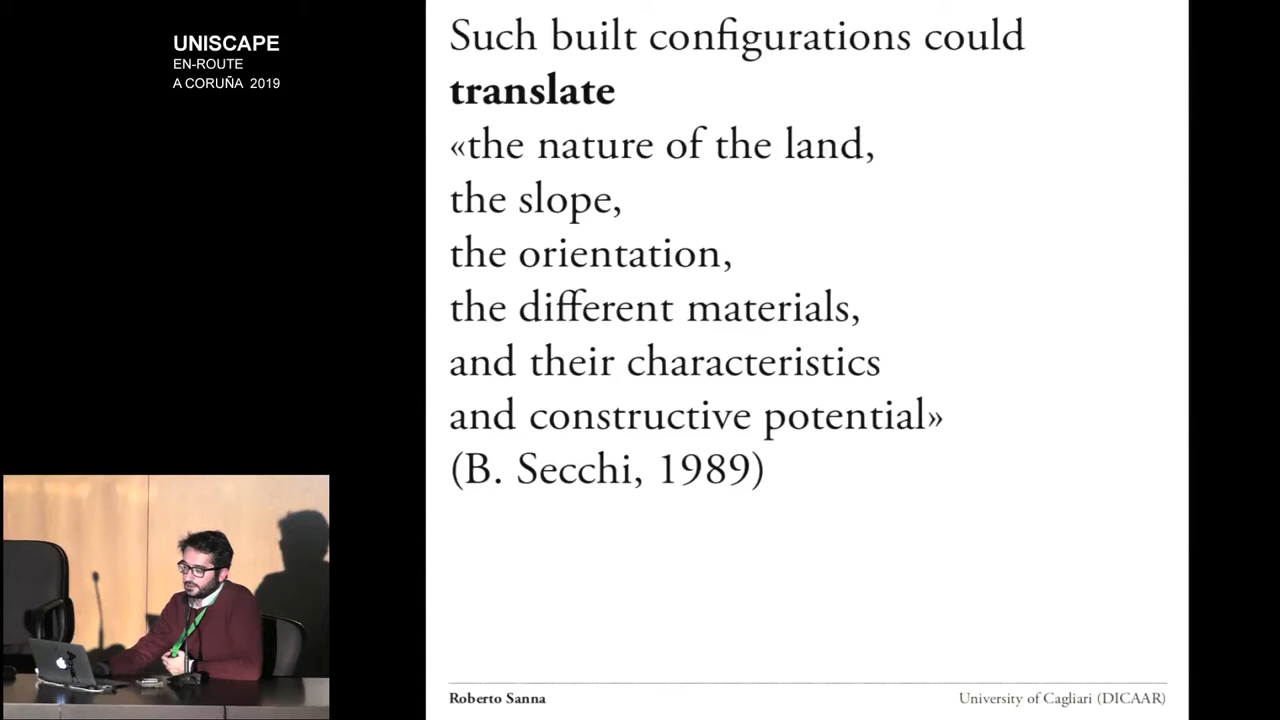 UNISCAPE
EN-ROUTE
A CORUÑA 2019
Such built configurations could
translate
«the nature of the land,
the slope,
the orientation,
the different materials,
and their characteristics
and constructive potential»
(B. Secchi, 1989)
Roberto Sanna
University of Cagliari (DICAAR)